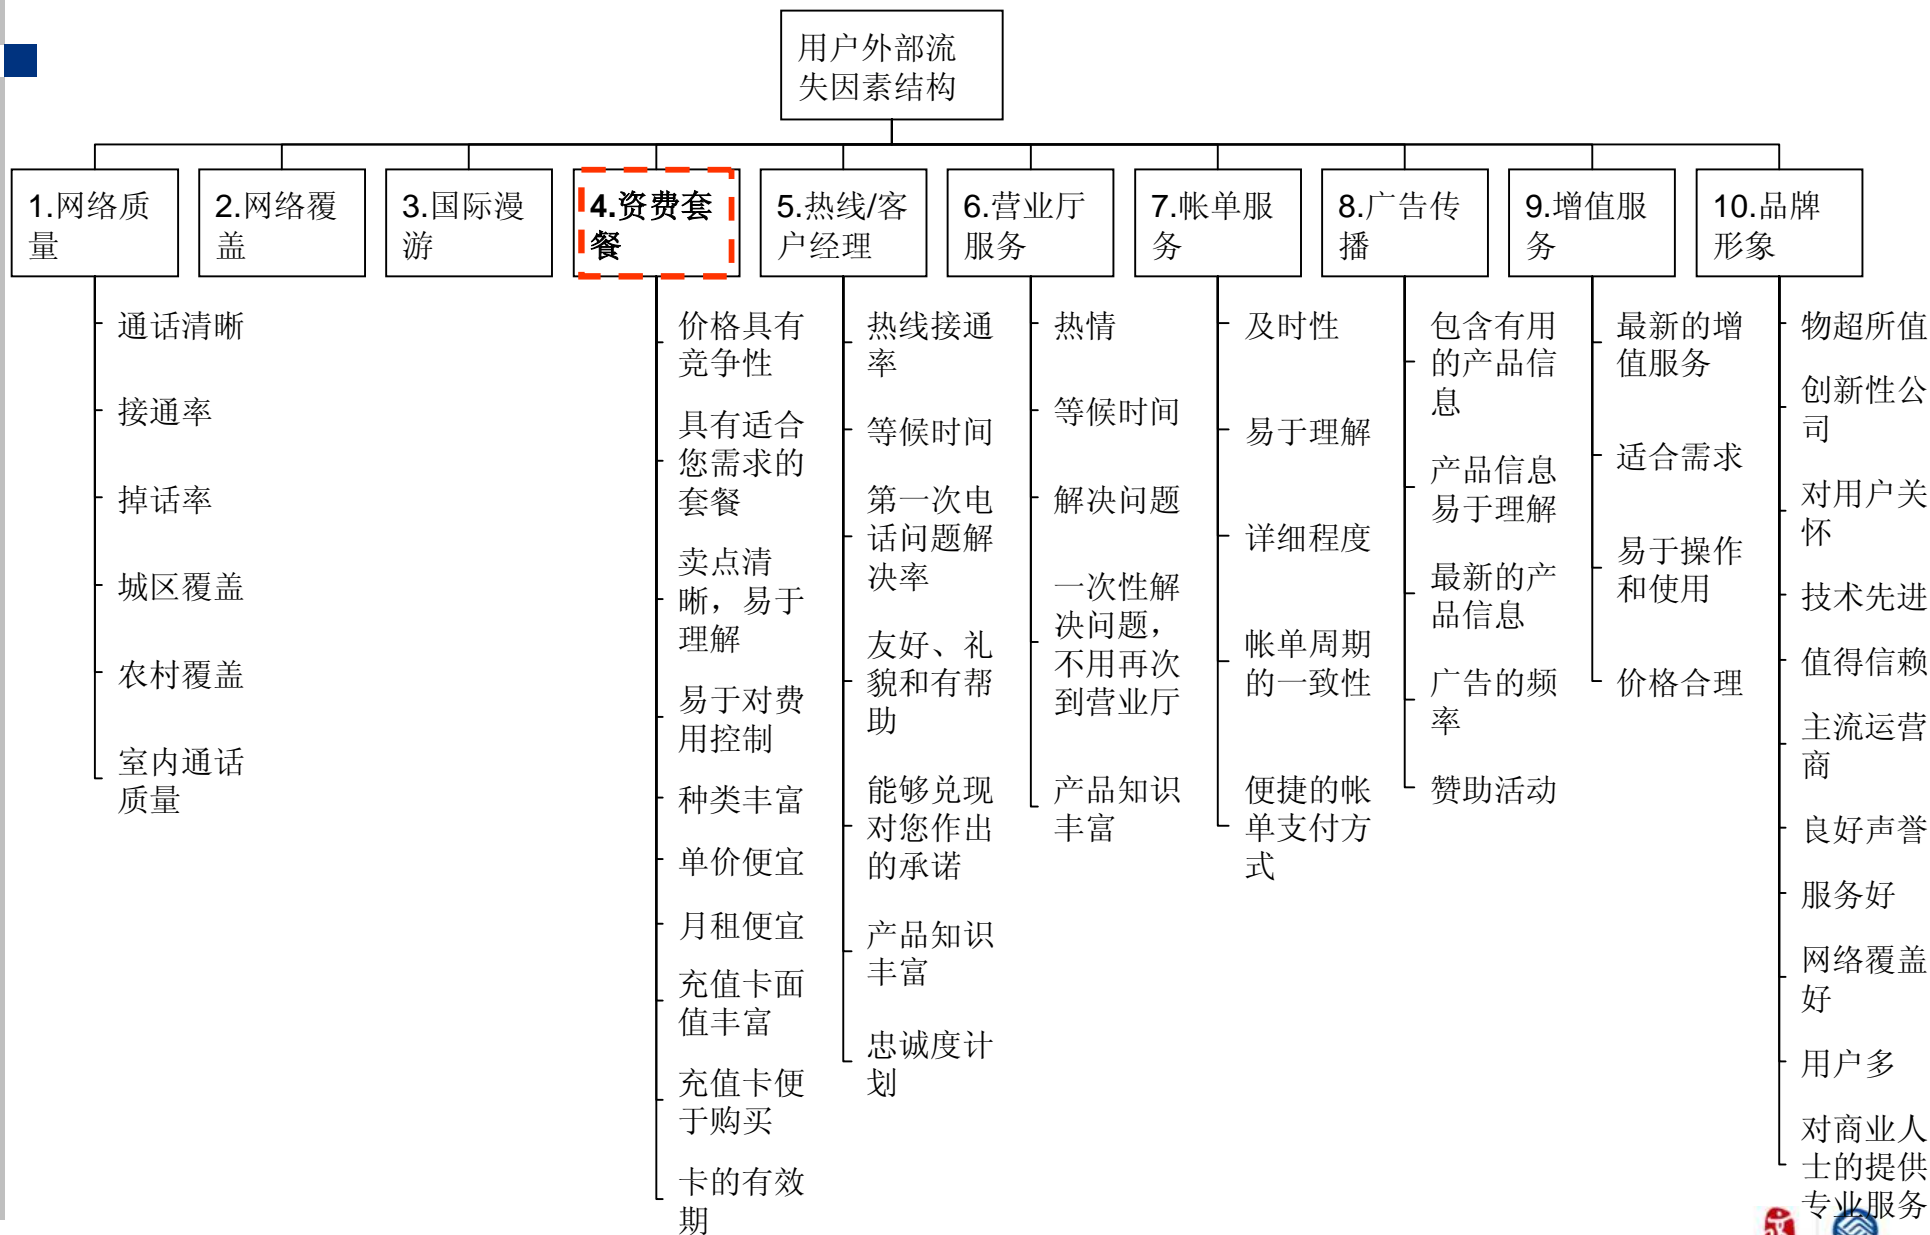 用户外部流
失因素结构
1.网络质
量
2.网络覆
盖
3.国际漫
游
4.资费套
餐
5.热线/客
户经理
6.营业厅
服务
7.帐单服
务
8.广告传
播
9.增值服
务
10.品牌
形象
通话清晰
接通率
掉话率
城区覆盖
农村覆盖
室内通话
质量
价格具有
竞争性
具有适合
您需求的
套餐
卖点清
晰，易于
理解
易于对费
用控制
种类丰富
单价便宜
月租便宜
充值卡面
值丰富
充值卡便
于购买
卡的有效
期
热线接通
率
等候时间
第一次电
话问题解
决率
友好、礼
貌和有帮
助
能够兑现
对您作出
的承诺
产品知识
丰富
忠诚度计
划
热情
等候时间
解决问题
一次性解
决问题，
不用再次
到营业厅
产品知识
丰富
及时性
易于理解
详细程度
帐单周期
的一致性
便捷的帐
单支付方
式
包含有用
的产品信
息
产品信息
易于理解
最新的产
品信息
广告的频
率
赞助活动
最新的增
值服务
适合需求
易于操作
和使用
价格合理
物超所值
创新性公
司
对用户关
怀
技术先进
值得信赖
主流运营
商
良好声誉
服务好
网络覆盖
好
用户多
对商业人
士的提供
专业服务